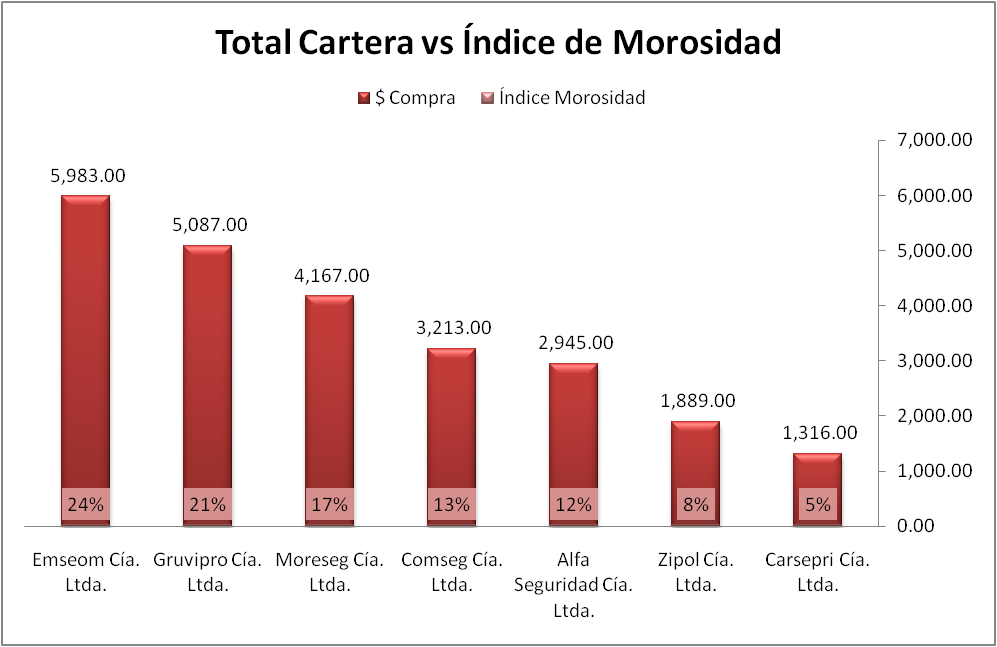 Total Cartera vs Índice de Morosidad
$ Compra Índice Morosidad
7,000.00
6,000.00
5,000.00
4,000.00
3,000.00
2,000.00
1,000.00
0.00
5,983.00
5,087.00
4,167.00
3,213.00
2,945.00
1,889.00
1,316.00
24% 21% 17% 13% 12% 8% 5%
Emseom Cía.
Ltda.
Gruvipro Cía.
Ltda.
Moreseg Cía.
Ltda.
Comseg Cía.
Ltda.
Alfa
Seguridad Cía.
Ltda.
Zipol Cía.
Ltda.
Carsepri Cía.
Ltda.